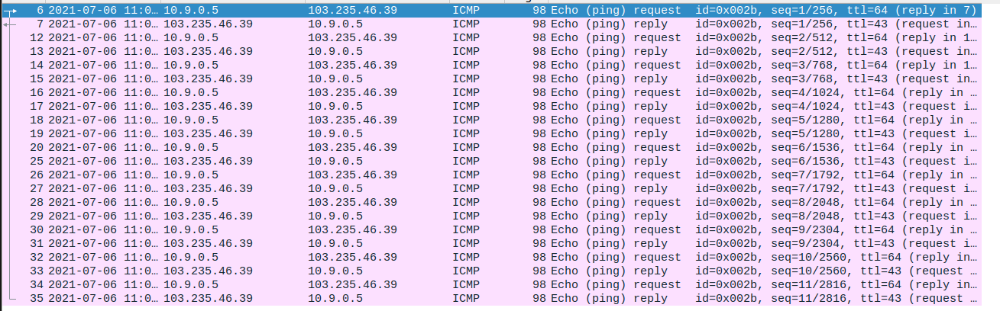 6 2021-07-06 11:0… 10.9.0.5 103.235.46.39 ICMP 98 Echo (ping) request id=0x002b, seq=1/256, ttl=64 (reply in 7)
7 2021-07-06 11:0… 103.235.46.39 10.9.0.5 ICMP 98 Echo (ping) reply id=0x002b, seq=1/256, ttl=43 (request in…
12 2021-07-06 11:0… 10.9.0.5 103.235.46.39 ICMP 98 Echo (ping) request id=0x002b, seq=2/512, ttl=64 (reply in 1…
13 2021-07-06 11:0… 103.235.46.39 10.9.0.5 ICMP 98 Echo (ping) reply id=0x002b, seq=2/512, ttl=43 (request in…
14 2021-07-06 11:0… 10.9.0.5 103.235.46.39 ICMP 98 Echo (ping) request id=0x002b, seq=3/768, ttl=64 (reply in 1…
15 2021-07-06 11:0… 103.235.46.39 10.9.0.5 ICMP 98 Echo (ping) reply id=0x002b, seq=3/768, ttl=43 (request in…
16 2021-07-06 11:0… 10.9.0.5 103.235.46.39 ICMP 98 Echo (ping) request id=0x002b, seq=4/1024, ttl=64 (reply in …
17 2021-07-06 11:0… 103.235.46.39 10.9.0.5 ICMP 98 Echo (ping) reply id=0x002b, seq=4/1024, ttl=43 (request i…
18 2021-07-06 11:0… 10.9.0.5 103.235.46.39 ICMP 98 Echo (ping) request id=0x002b, seq=5/1280, ttl=64 (reply in …
19 2021-07-06 11:0… 103.235.46.39 10.9.0.5 ICMP 98 Echo (ping) reply id=0x002b, seq=5/1280, ttl=43 (request i…
20 2021-07-06 11:0… 10.9.0.5 103.235.46.39 ICMP 98 Echo (ping) request id=0x002b, seq=6/1536, ttl=64 (reply in …
25 2021-07-06 11:0… 103.235.46.39 10.9.0.5 ICMP 98 Echo (ping) reply id=0x002b, seq=6/1536, ttl=43 (request i…
26 2021-07-06 11:0… 10.9.0.5 103.235.46.39 ICMP 98 Echo (ping) request id=0x002b, seq=7/1792, ttl=64 (reply in …
27 2021-07-06 11:0… 103.235.46.39 10.9.0.5 ICMP 98 Echo (ping) reply id=0x002b, seq=7/1792, ttl=43 (request i…
28 2021-07-06 11:0… 10.9.0.5 103.235.46.39 ICMP 98 Echo (ping) request id=0x002b, seq=8/2048, ttl=64 (reply in …
29 2021-07-06 11:0… 103.235.46.39 10.9.0.5 ICMP 98 Echo (ping) reply id=0x002b, seq=8/2048, ttl=43 (request i…
30 2021-07-06 11:0… 10.9.0.5 103.235.46.39 ICMP 98 Echo (ping) request id=0x002b, seq=9/2304, ttl=64 (reply in …
31 2021-07-06 11:0… 103.235.46.39 10.9.0.5 ICMP 98 Echo (ping) reply id=0x002b, seq=9/2304, ttl=43 (request i…
32 2021-07-06 11:0… 10.9.0.5 103.235.46.39 ICMP 98 Echo (ping) request id=0x002b, seq=10/2560, ttl=64 (reply in…
33 2021-07-06 11:0… 103.235.46.39 10.9.0.5 ICMP 98 Echo (ping) reply id=0x002b, seq=10/2560, ttl=43 (request …
34 2021-07-06 11:0… 10.9.0.5 103.235.46.39 ICMP 98 Echo (ping) request id=0x002b, seq=11/2816, ttl=64 (reply in…
35 2021-07-06 11:0… 103.235.46.39 10.9.0.5 ICMP 98 Echo (ping) reply id=0x002b, seq=11/2816, ttl=43 (request …